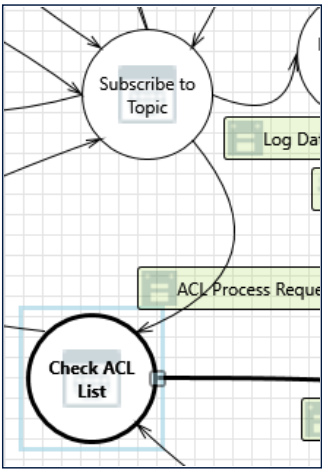 Subscribe to
Topic
Log Da
ACL Process Reque
Check ACL
List